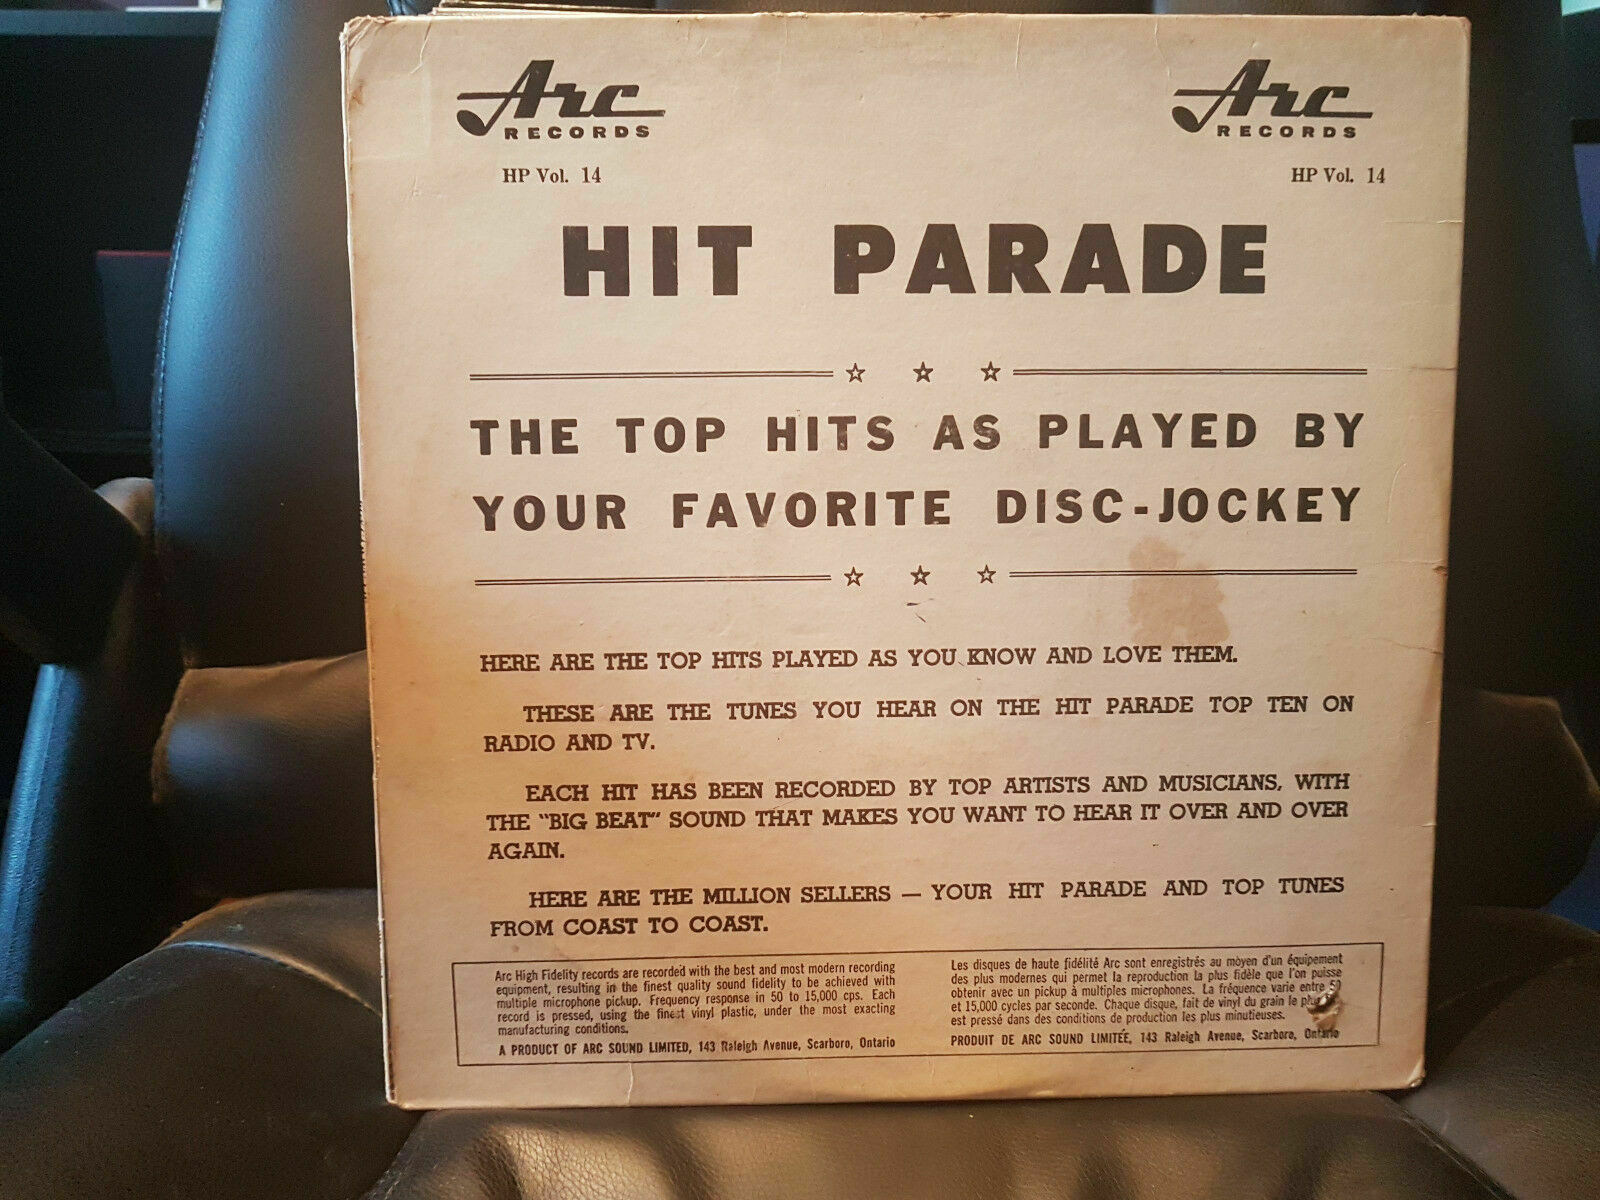 Arc Arc
RECORDS RECORDS
HP Vol. 14 HP Vol. 14
HIT PARADE
THE TOP HITS AS PLAYED BY
YOUR FAVORITE DISC-JOCKEY
HERE ARE THE TOP HITS PLAYED AS YOU KNOW AND LOVE THEM.
THESE ARE THE TUNES YOU HEAR ON THE HIT PARADE TOP TEN ON
RADIO AND TV.
EACH HIT HAS BEEN RECORDED BY TOP ARTISTS AND MUSICIANS, WITH
THE "BIG BEAT" SOUND THAT MAKES YOU WANT TO HEAR IT OVER AND OVER
AGAIN.
HERE ARE THE MILLION SELLERS — YOUR HIT PARADE AND TOP TUNES
FROM COAST TO COAST.
Arc High Fidelity records are recorded with the best and most modern recording
equipment, resulting in the finest quality sound fidelity to be achieved with
multiple microphone pickup. Frequency response in 50 to 15,000 cps. Each
record is pressed, using the finest vinyl plastic, under the most exacting
manufacturing conditions.
A PRODUCT OF ARC SOUND LIMITED, 143 Raleigh Avenue, Scarboro, Ontario
Les disques de haute fidélité Arc sont enregistrés au moyen d'un équipement
des plus modernes qui permet la reproduction la plus fidèle que l'on puisse
obtenir avec un pickup à multiples microphones. La fréquence varie entre 50
et 15,000 cycles par seconde. Chaque disque, fait de vinyl du grain le
est pressé dans des conditions de production les plus minutieuses.
PRODUIT DE ARC SOUND LIMITÉE, 143 Raleigh Avenue, Scarboro, Ontario